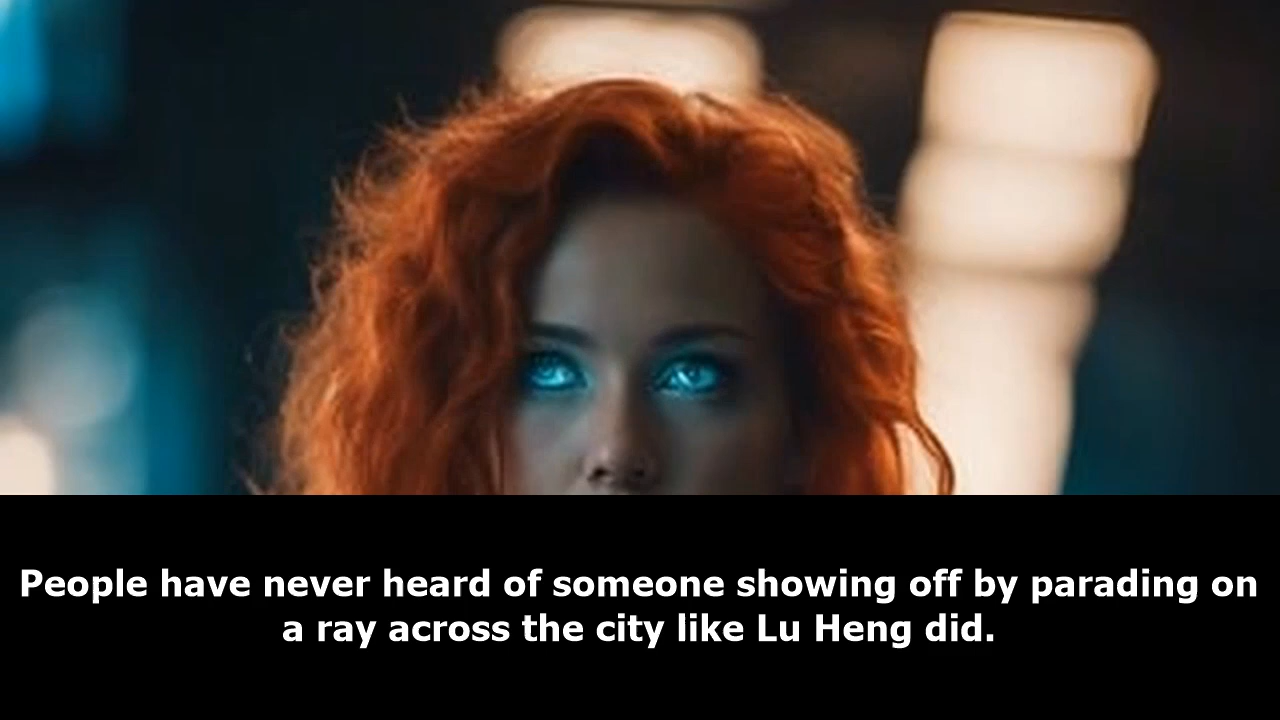 People have never heard of someone showing off by parading on
a ray across the city like Lu Heng did.